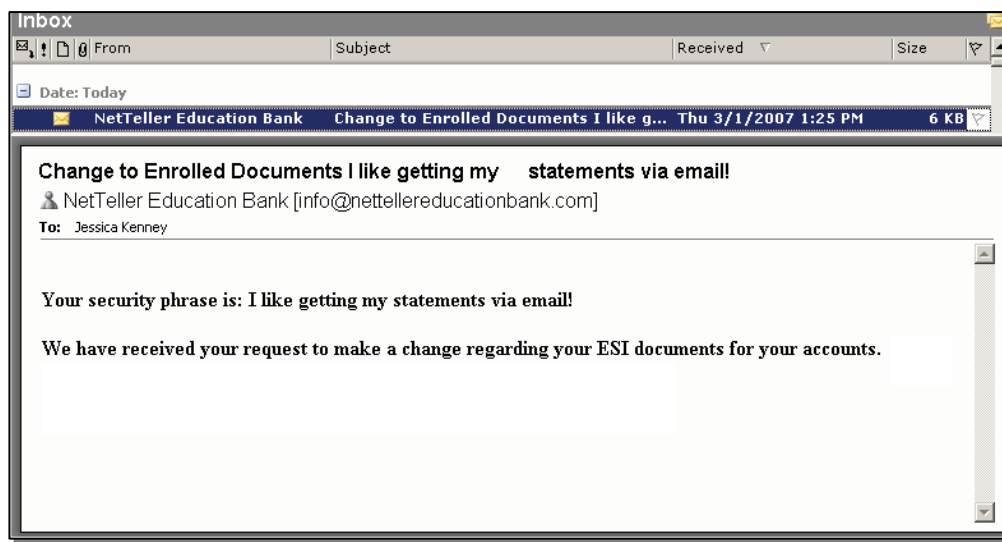 Inbox
! From Subject Received Size
Date: Today
NetTeller Education Bank Change to Enrolled Documents I like g... Thu 3/1/2007 1:25 PM 6 KB
Change to Enrolled Documents I like getting my statements via email!
NetTeller Education Bank [info@nettellereducationbank.com]
To: Jessica Kenney
Your security phrase is: I like getting my statements via email!
We have received your request to make a change regarding your ESI documents for your accounts.